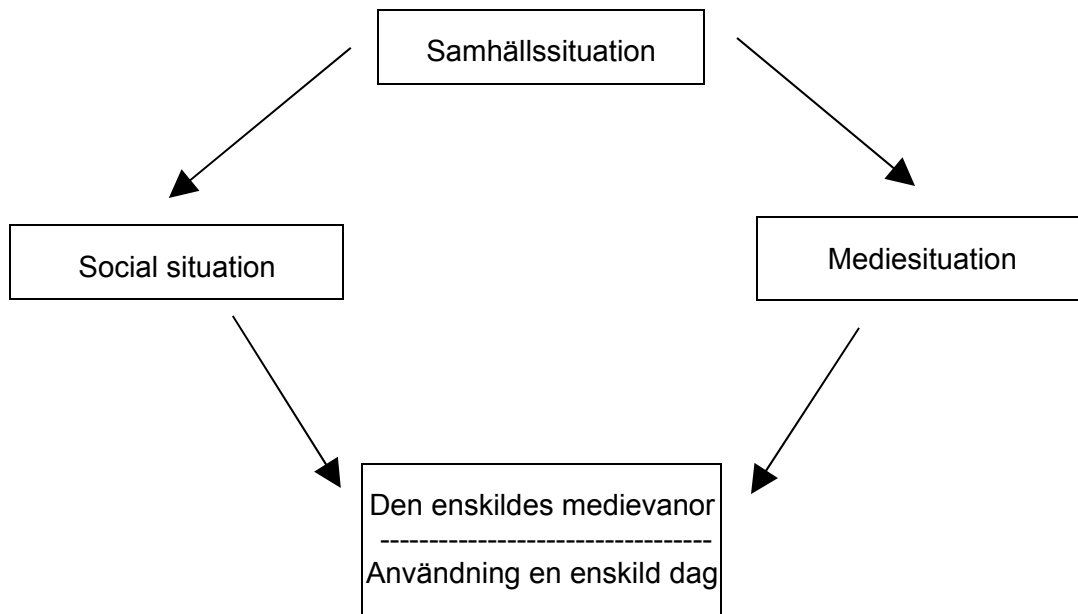 Samhällssituation
Social situation
Mediesituation
Den enskildes medievanor
----------------------------------
Användning en enskild dag